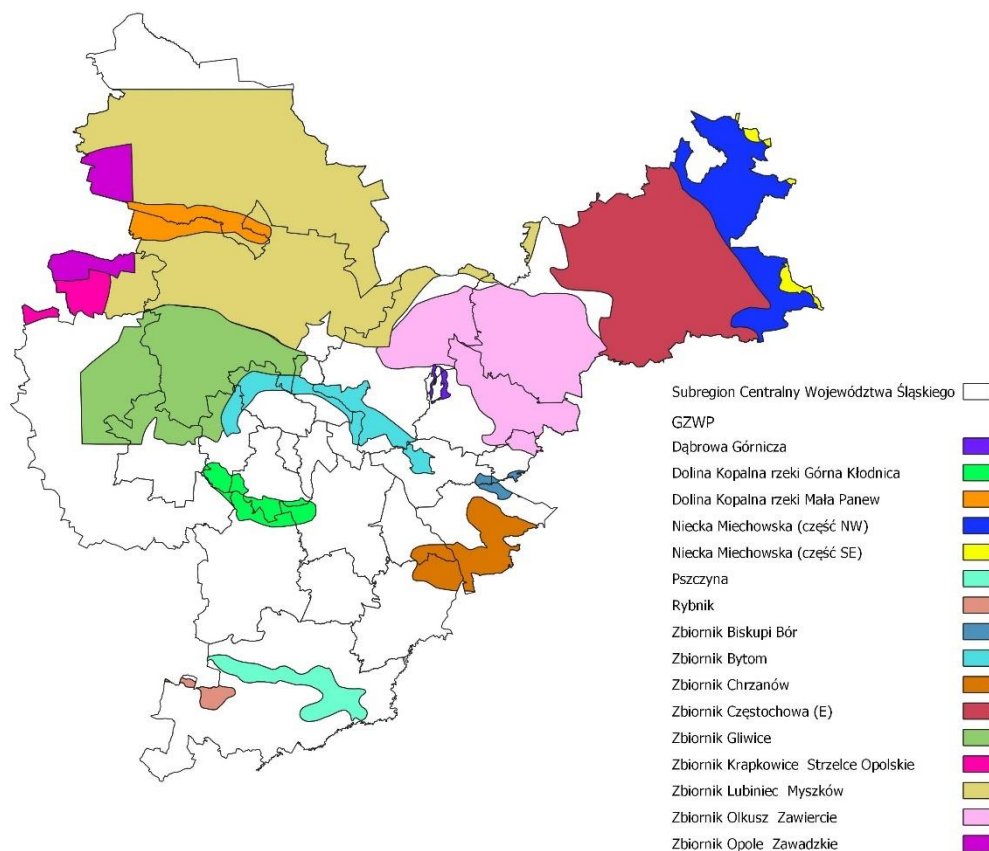 Subregion Centralny Województwa Śląskiego
GZWP
Dąbrowa Górnicza
Dolina Kopalna rzeki Górna Kłodnica
Dolina Kopalna rzeki Mała Panew
Niecka Miechowska (część NW)
Niecka Miechowska (część SE)
Pszczyna
Rybnik
Zbiornik Biskupi Bór
Zbiornik Bytom
Zbiornik Chrzanów
Zbiornik Częstochowa (E)
Zbiornik Gliwice
Zbiornik Krapkowice Strzelce Opolskie
Zbiornik Lubiniec Myszków
Zbiornik Olkusz Zawiercie
Zbiornik Opole Zawadzkie